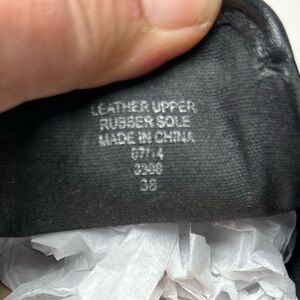 LEATHER UPPER
RUBBER SOLE
MADE IN CHINA
07/14
3308
38